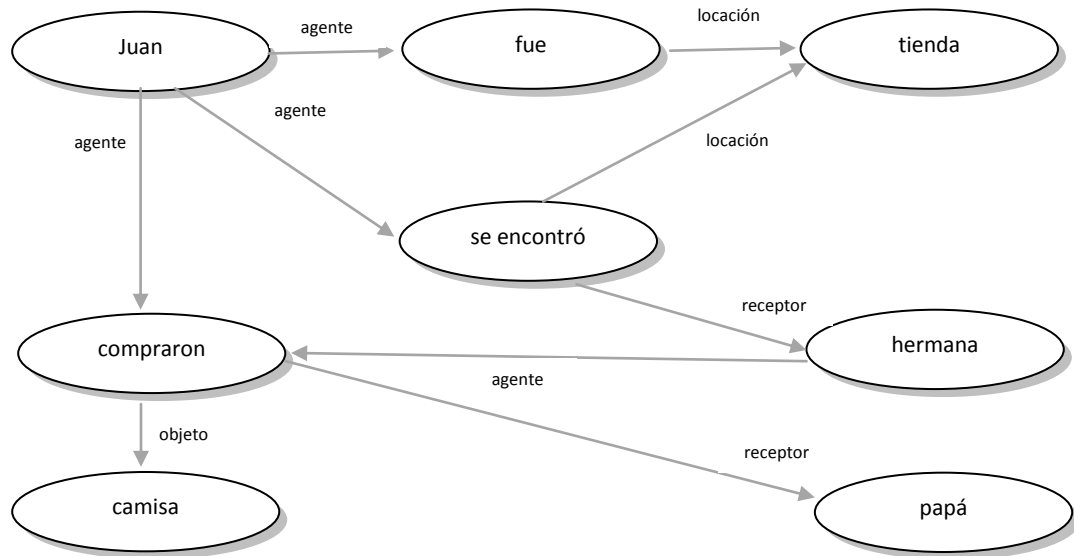 agente
locación
Juan
fue
tienda
agente
agente
locación
se encontró
receptor
compraron
hermana
agente
objeto
receptor
camisa
papá